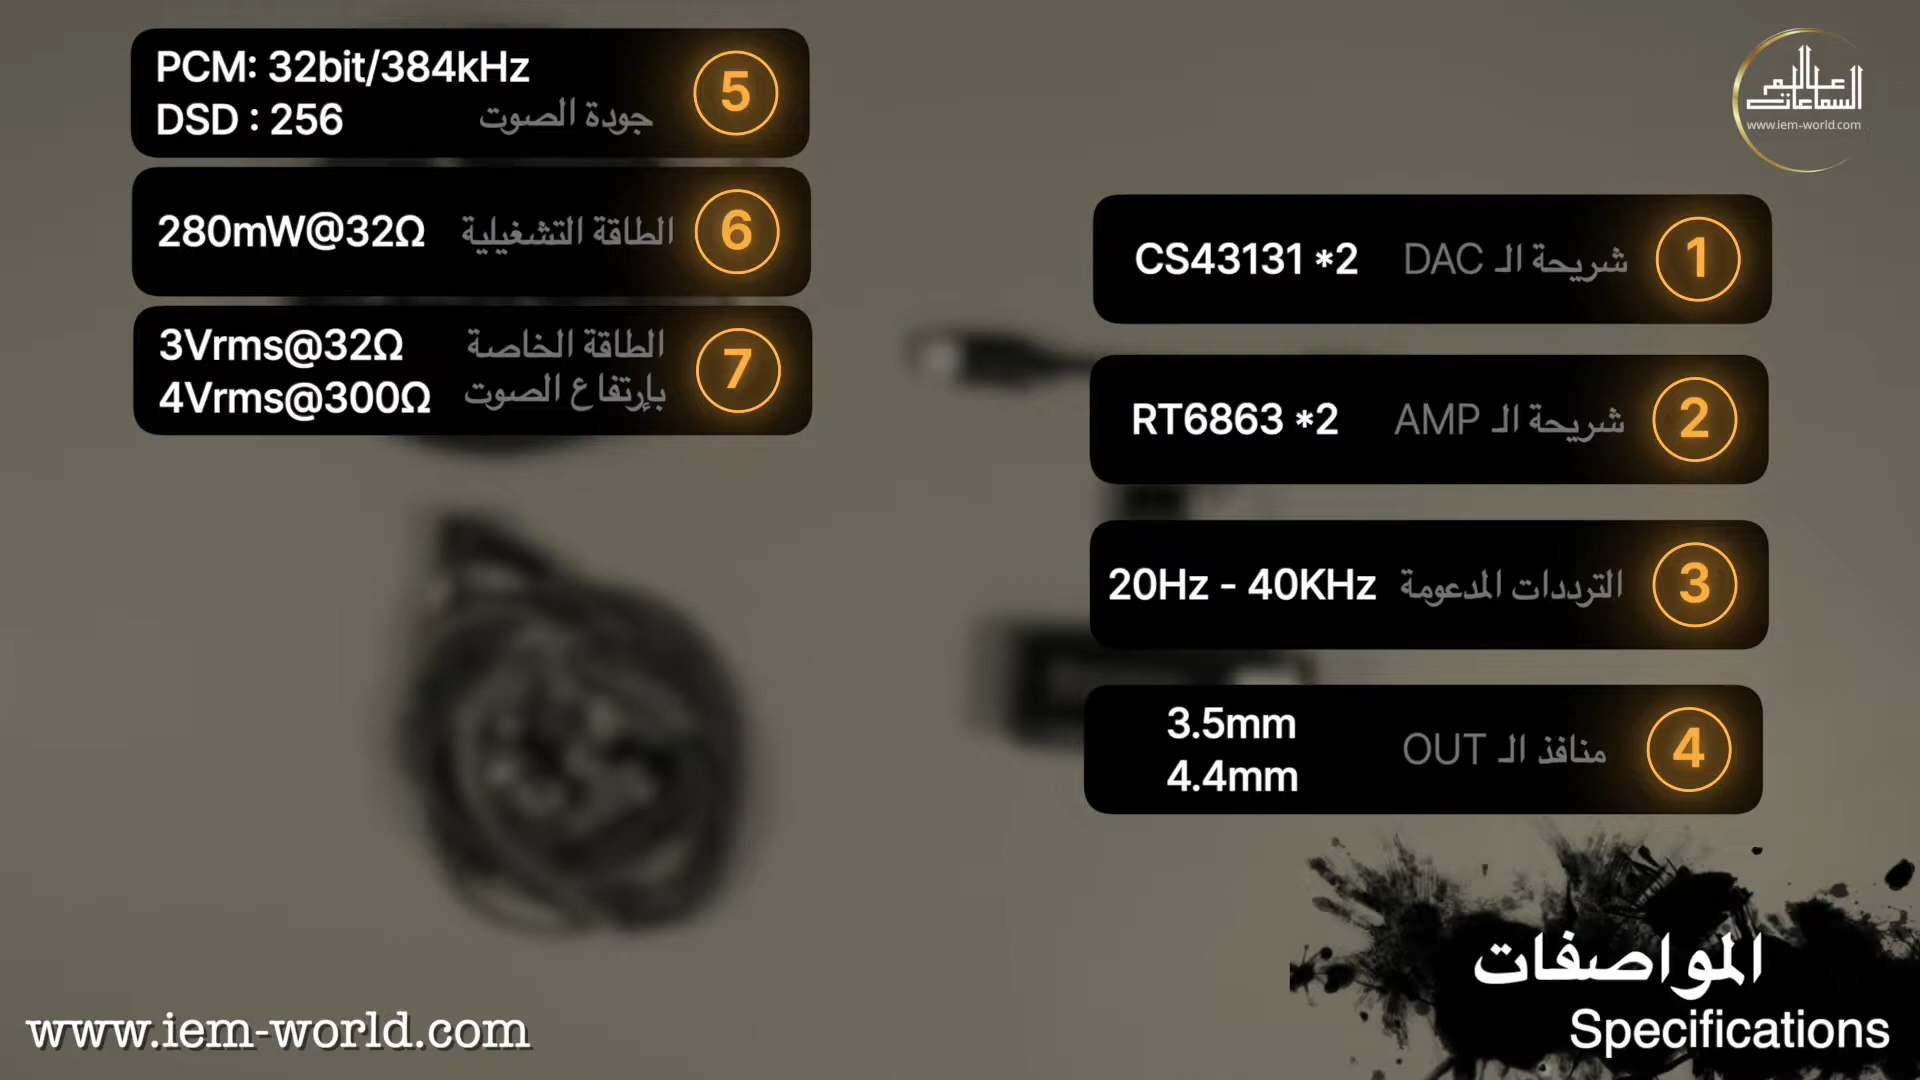 عالم
السماعات
www.iem-world.com
1
شريحة الـ DAC
CS43131 *2
2
شريحة الـ AMP
RT6863 *2
3
الترددات المدعومة
20Hz - 40KHz
4
منافذ الـ OUT
3.5mm
4.4mm
5
جودة الصوت
PCM: 32bit/384kHz
DSD : 256
6
الطاقة التشغيلية
280mW@32Ω
7
الطاقة الخاصة
بإرتفاع الصوت
3Vrms@32Ω
4Vrms@300Ω
المواصفات
Specifications
www.iem-world.com